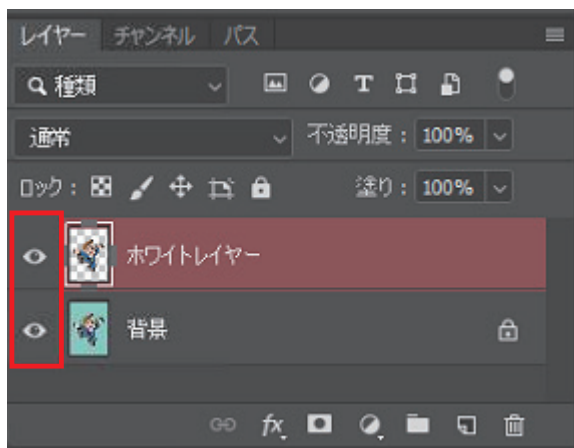 レイヤー チャンネル パス
種類
通常 不透明度: 100%
ロック: 塗り: 100%
ホワイトレイヤー
背景
fx